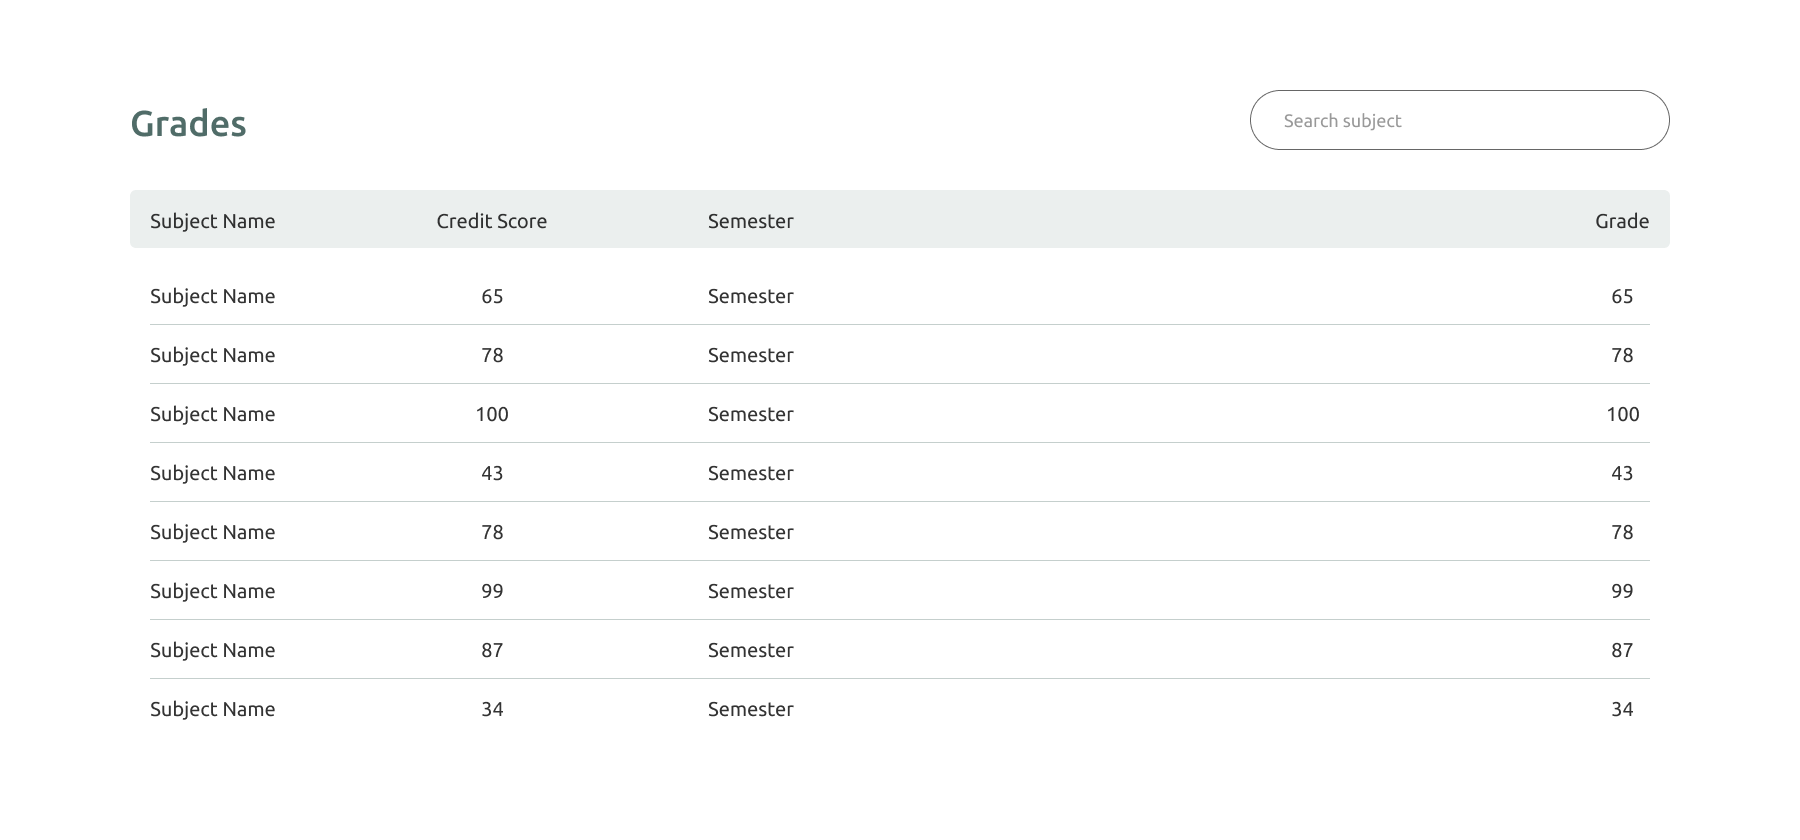 Grades
Search subject
Subject Name Credit Score Semester Grade
Subject Name 65 Semester 65
Subject Name 78 Semester 78
Subject Name 100 Semester 100
Subject Name 43 Semester 43
Subject Name 78 Semester 78
Subject Name 99 Semester 99
Subject Name 87 Semester 87
Subject Name 34 Semester 34